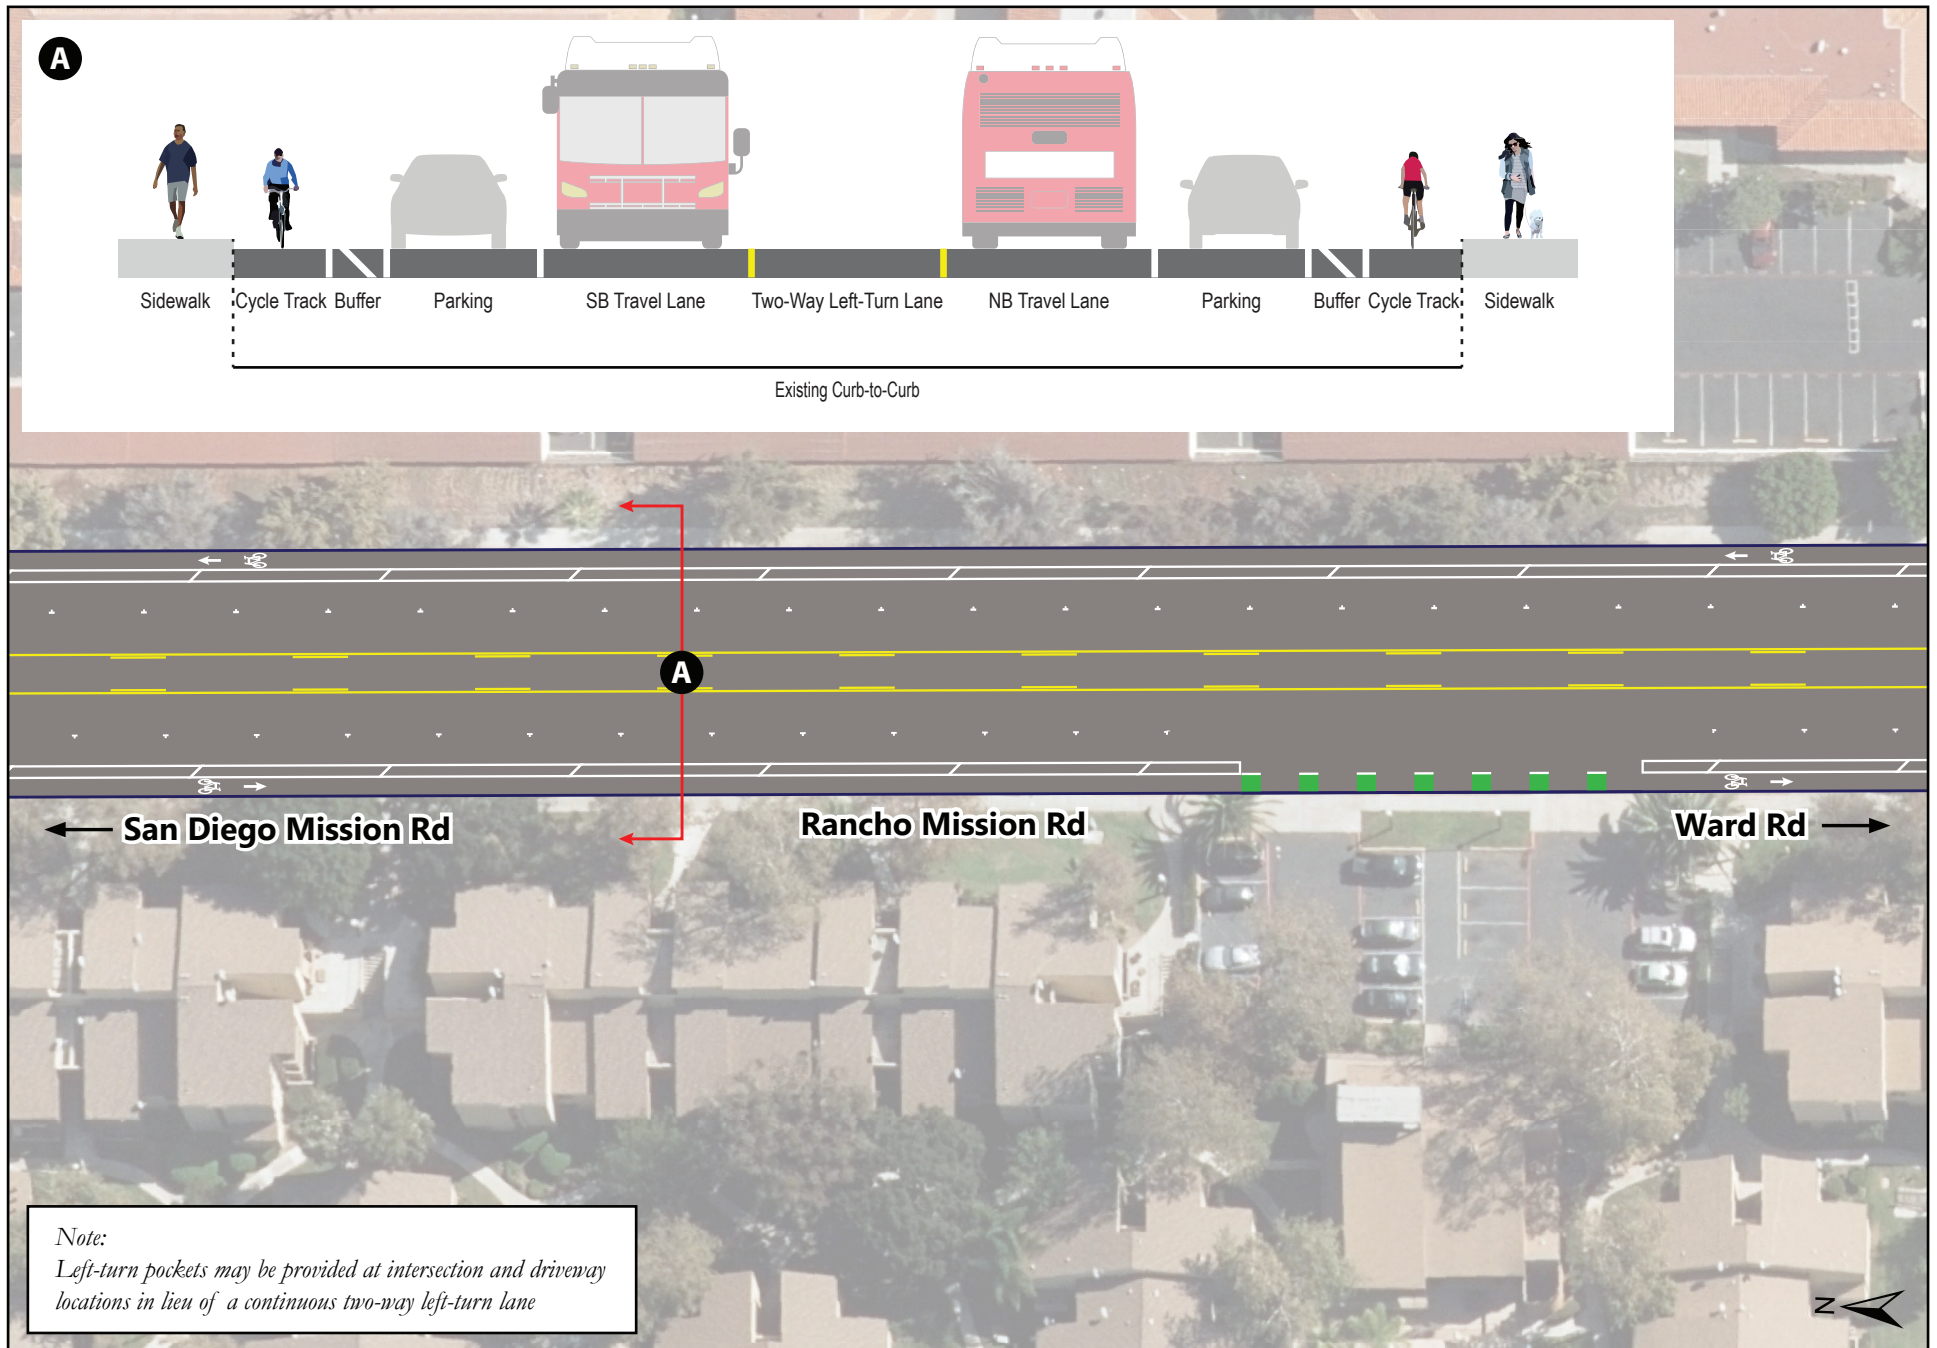 A
Sidewalk Cycle Track Buffer Parking SB Travel Lane Two-Way Left-Turn Lane NB Travel Lane Parking Buffer Cycle Track Sidewalk
Existing Curb-to-Curb
A
San Diego Mission Rd
Rancho Mission Rd
Ward Rd
Note:
Left-turn pockets may be provided at intersection and driveway
locations in lieu of a continuous two-way left-turn lane
N